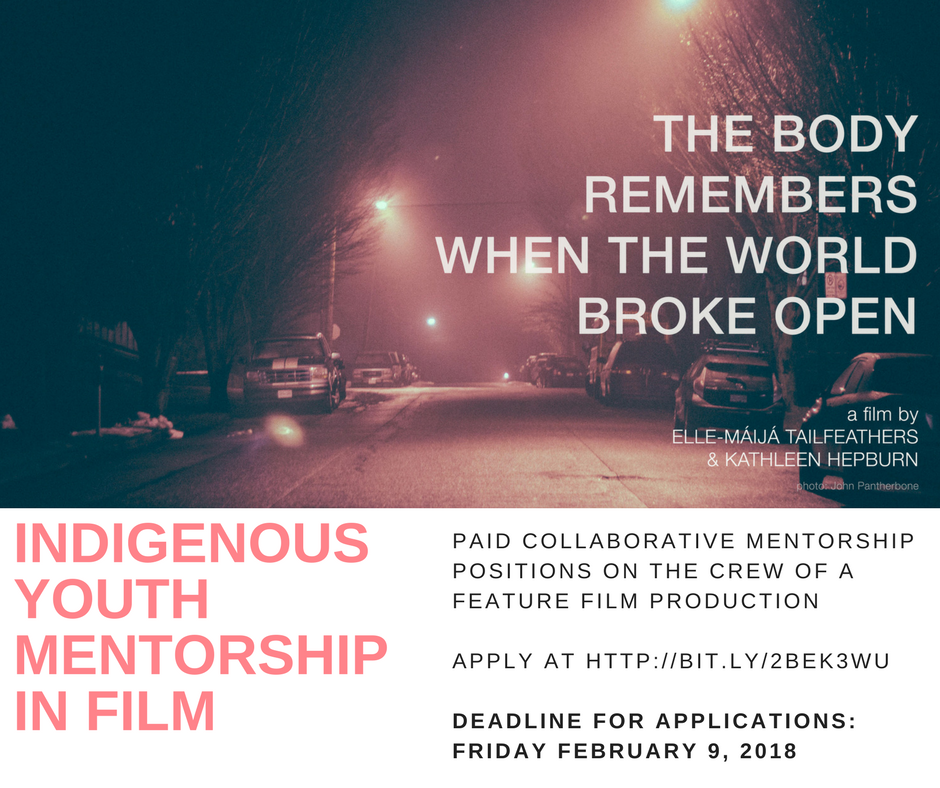 THE BODY
REMEMBERS
WHEN THE WORLD
BROKE OPEN
a film by
ELLE-MÁIJÁ TAILFEATHERS
& KATHLEEN HEPBURN
photo: John Pantherbone
INDIGENOUS
YOUTH
MENTORSHIP
IN FILM
PAID COLLABORATIVE MENTORSHIP
POSITIONS ON THE CREW OF A
FEATURE FILM PRODUCTION
APPLY AT HTTP://BIT.LY/2BEK3WU
DEADLINE FOR APPLICATIONS:
FRIDAY FEBRUARY 9, 2018